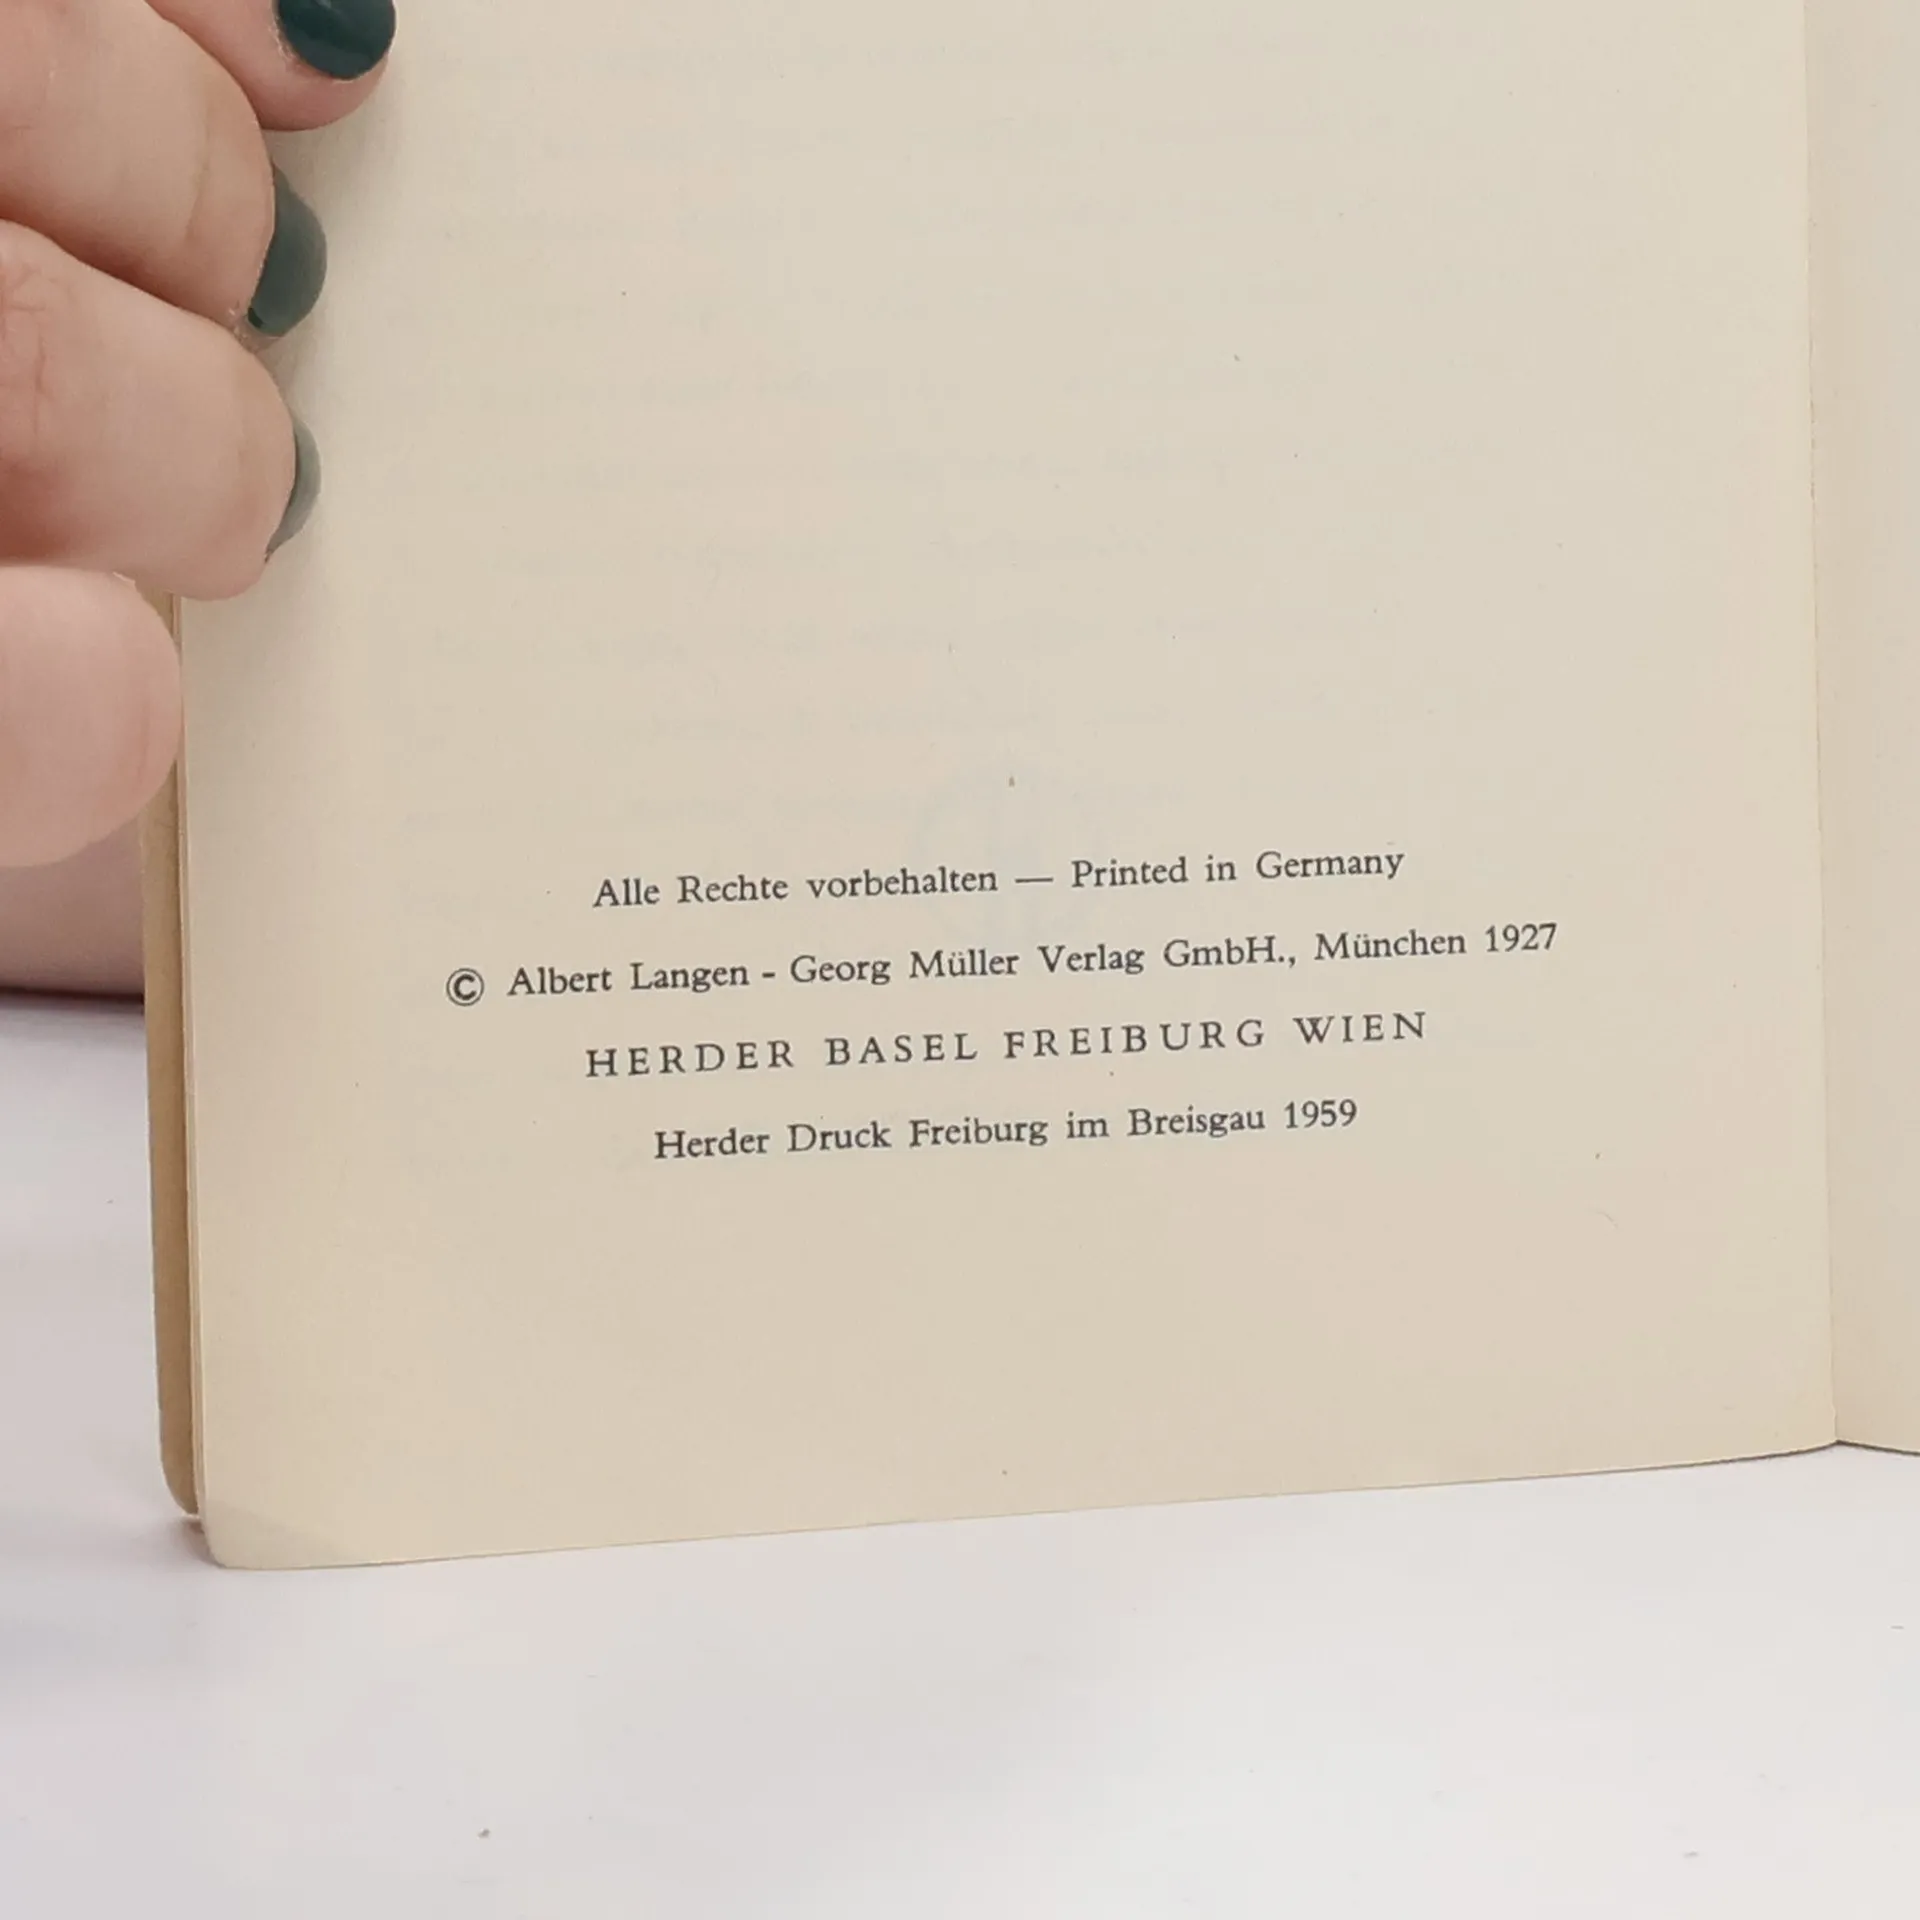 Alle Rechte vorbehalten — Printed in Germany
© Albert Langen - Georg Müller Verlag GmbH., München 1927
HERDER BASEL FREIBURG WIEN
Herder Druck Freiburg im Breisgau 1959